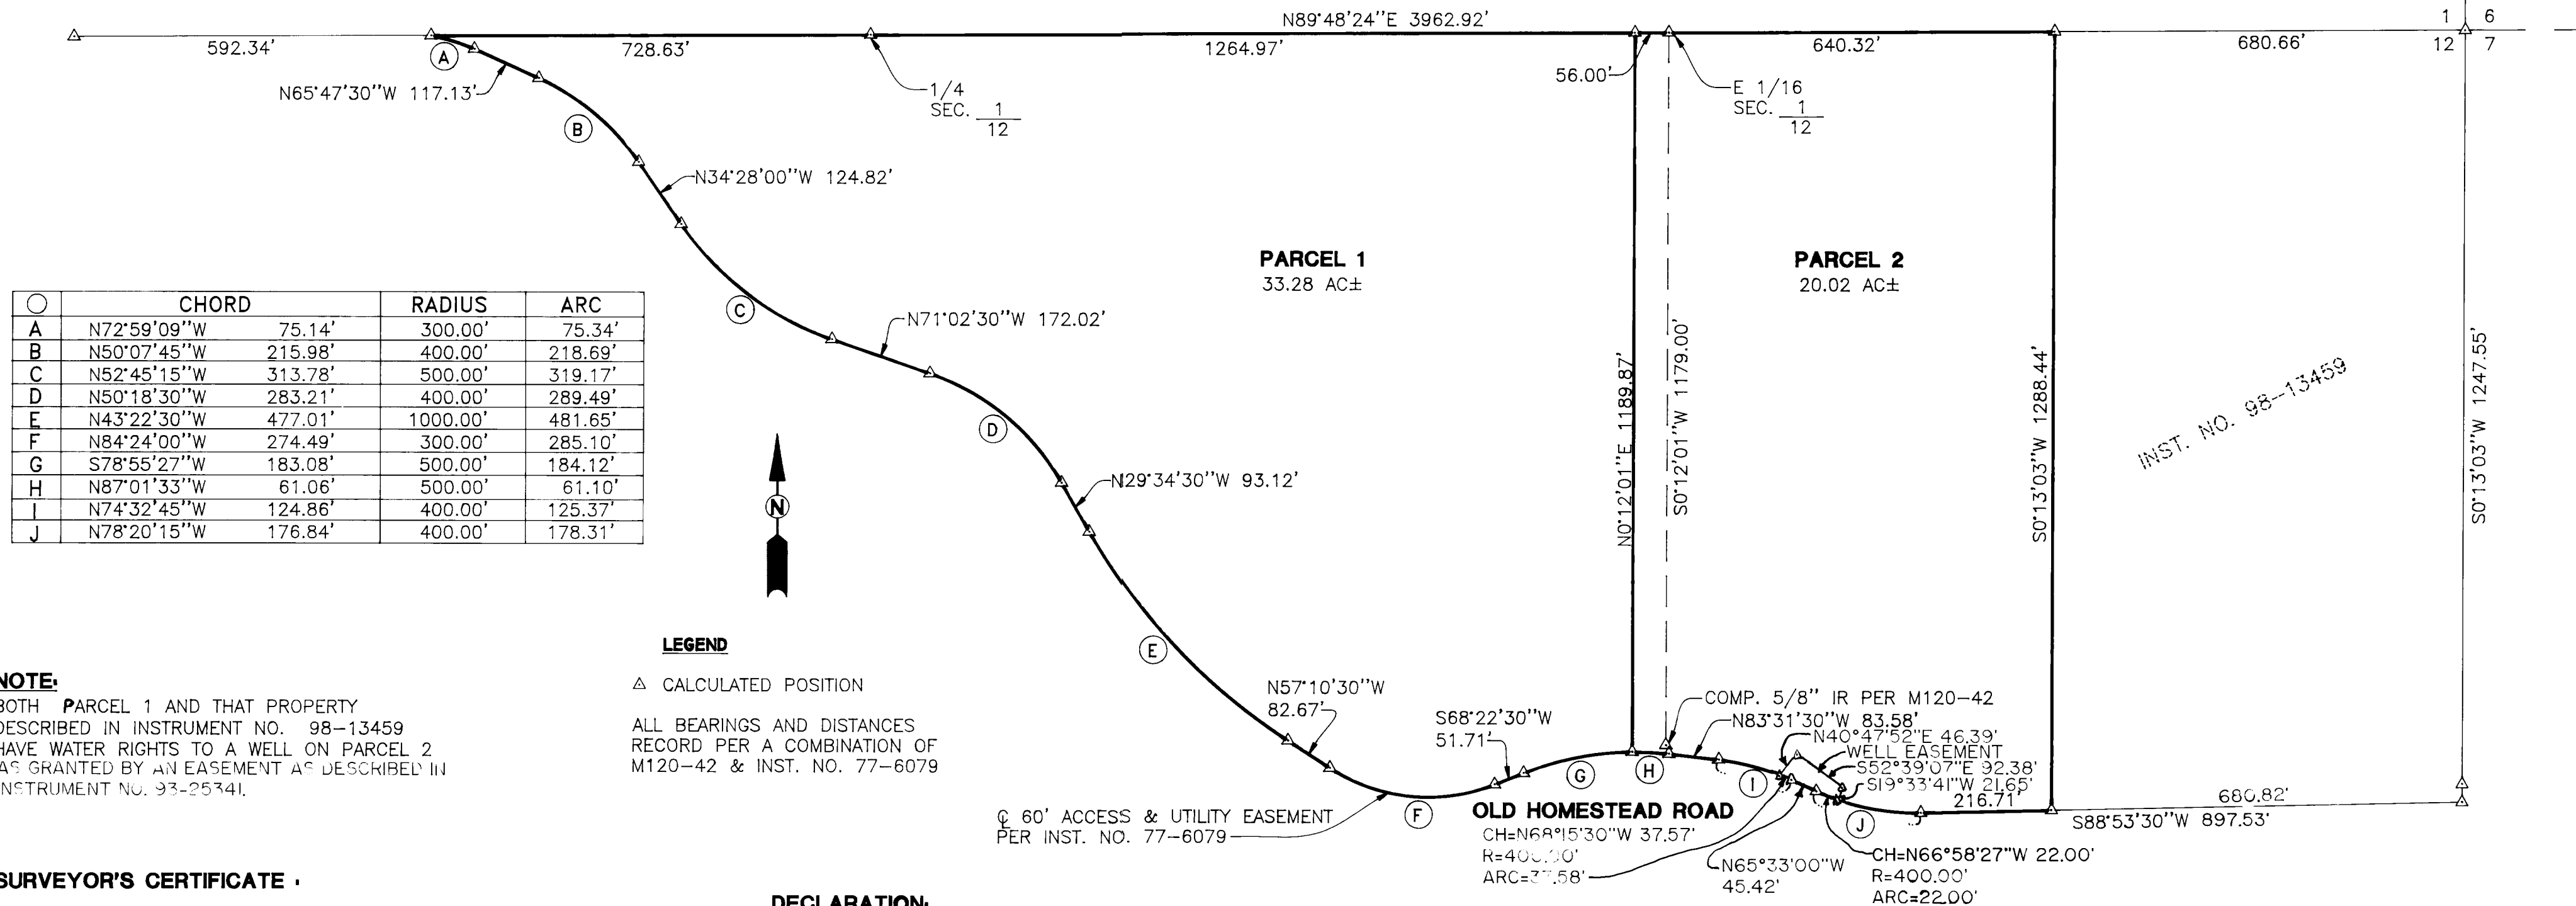 N89°48'24"E 3962.92'
1 6
12 7
592.34'
728.63'
1264.97'
56.00'
640.32'
680.66'
A
N65°47'30"W 117.13'
1/4
SEC. 1
12
E 1/16
SEC. 1
12
B
N34°28'00"W 124.82'
PARCEL 1
33.28 AC±
PARCEL 2
20.02 AC±
CHORD RADIUS ARC
A N72°59'09"W 75.14' 300.00' 75.34'
B N50°07'45"W 215.98' 400.00' 218.69'
C N52°45'15"W 313.78' 500.00' 319.17'
D N50°18'30"W 283.21' 400.00' 289.49'
E N43°22'30"W 477.01' 1000.00' 481.65'
F N84°24'00"W 274.49' 300.00' 285.10'
G S78°55'27"W 183.08' 500.00' 184.12'
H N87°01'33"W 61.06' 500.00' 61.10'
I N74°32'45"W 124.86' 400.00' 125.37'
J N78°20'15"W 176.84' 400.00' 178.31'
C
N71°02'30"W 172.02'
D
N29°34'30"W 93.12'
N0°12'01"E 1189.87'
S0°12'01"W 1179.00'
S0°13'03"W 1288.44'
INST. NO. 98--13459
S0°13'03"W 1247.55'
N
E
N57°10'30"W
82.67'
S68°22'30"W
51.71'
G
H
COMP. 5/8" IR PER M120-42
N83°31'30"W 83.58'
N40°47'52"E 46.39'
WELL EASEMENT
S52°39'07"E 92.38'
S19°33'41"W 21.65'
216.71'
680.82'
S88°53'30"W 897.53'
I
J
F
LEGEND
△ CALCULATED POSITION
ALL BEARINGS AND DISTANCES
RECORD PER A COMBINATION OF
M120-42 & INST. NO. 77-6079
NOTE:
BOTH PARCEL 1 AND THAT PROPERTY
DESCRIBED IN INSTRUMENT NO. 98-13459
HAVE WATER RIGHTS TO A WELL ON PARCEL 2
AS GRANTED BY AN EASEMENT AS DESCRIBED IN
INSTRUMENT NO. 93-25341.
℄ 60' ACCESS & UTILITY EASEMENT
PER INST. NO. 77-6079
OLD HOMESTEAD ROAD
CH=N68°15'30"W 37.57'
R=400.00'
ARC=37.58'
N65°33'00"W
45.42'
CH=N66°58'27"W 22.00'
R=400.00'
ARC=22.00'
SURVEYOR'S CERTIFICATE :
DECLARATION: